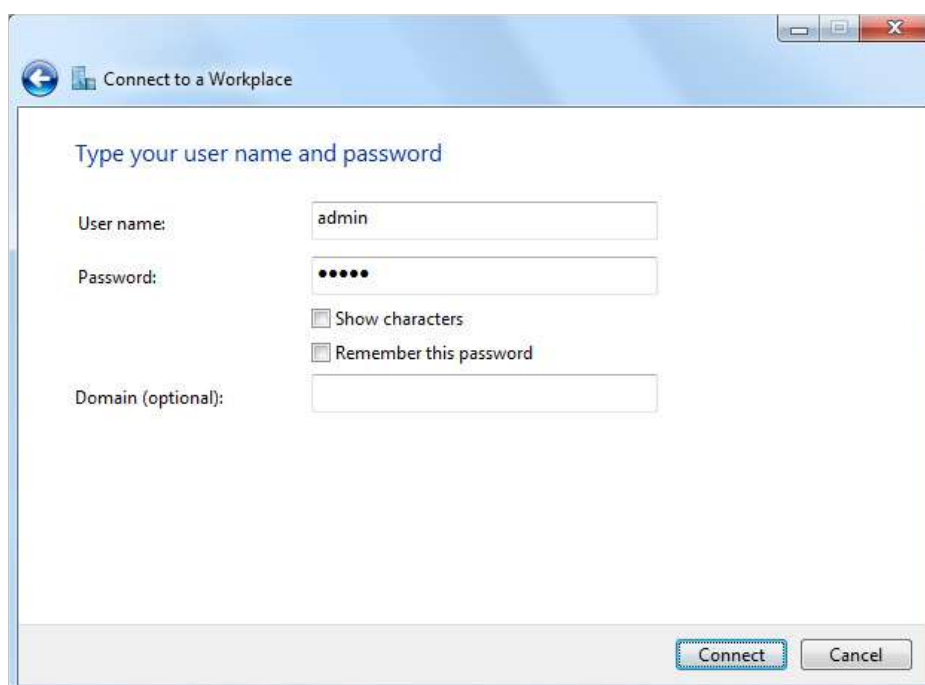 Connect to a Workplace
Type your user name and password
User name:
admin
Password:
•••••
Show characters
Remember this password
Domain (optional):
Connect
Cancel